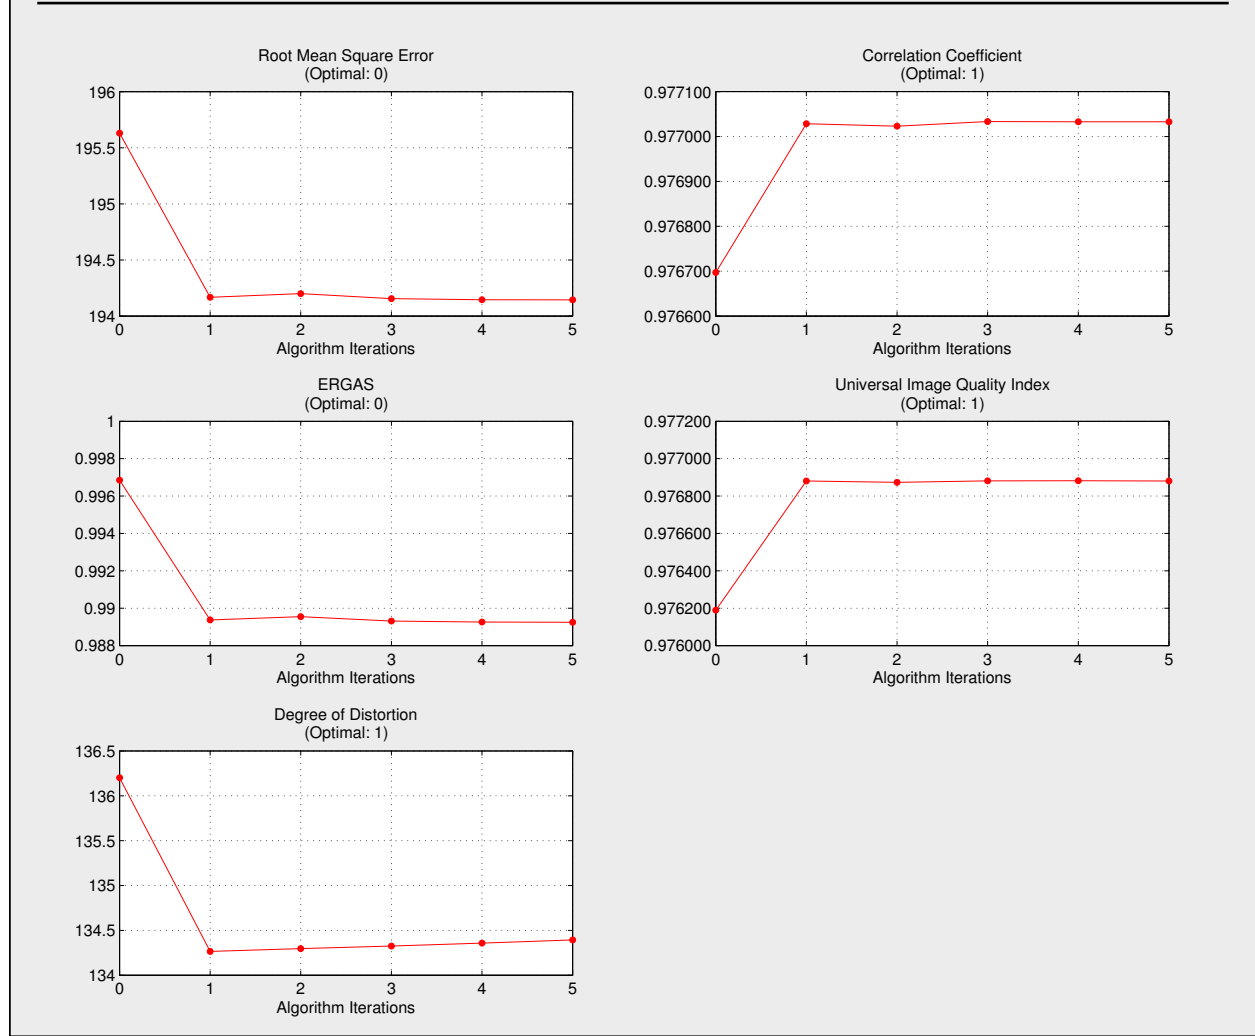 Root Mean Square Error
(Optimal: 0)
196
195.5
195
194.5
194
0 1 2 3 4 5
Algorithm Iterations
Correlation Coefficient
(Optimal: 1)
0.977100
0.977000
0.976900
0.976800
0.976700
0.976600
0 1 2 3 4 5
Algorithm Iterations
ERGAS
(Optimal: 0)
1
0.998
0.996
0.994
0.992
0.99
0.988
0 1 2 3 4 5
Algorithm Iterations
Universal Image Quality Index
(Optimal: 1)
0.977200
0.977000
0.976800
0.976600
0.976400
0.976200
0.976000
0 1 2 3 4 5
Algorithm Iterations
Degree of Distortion
(Optimal: 1)
136.5
136
135.5
135
134.5
134
0 1 2 3 4 5
Algorithm Iterations